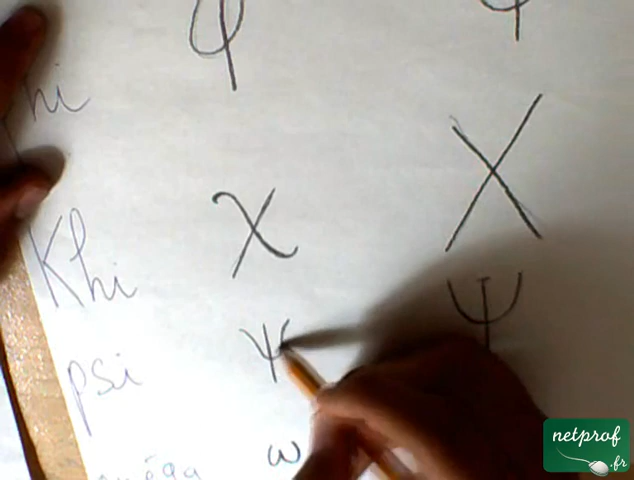 hi φ φ
Khi χ X
psi ψ Ψ
ω
netprof
.fr